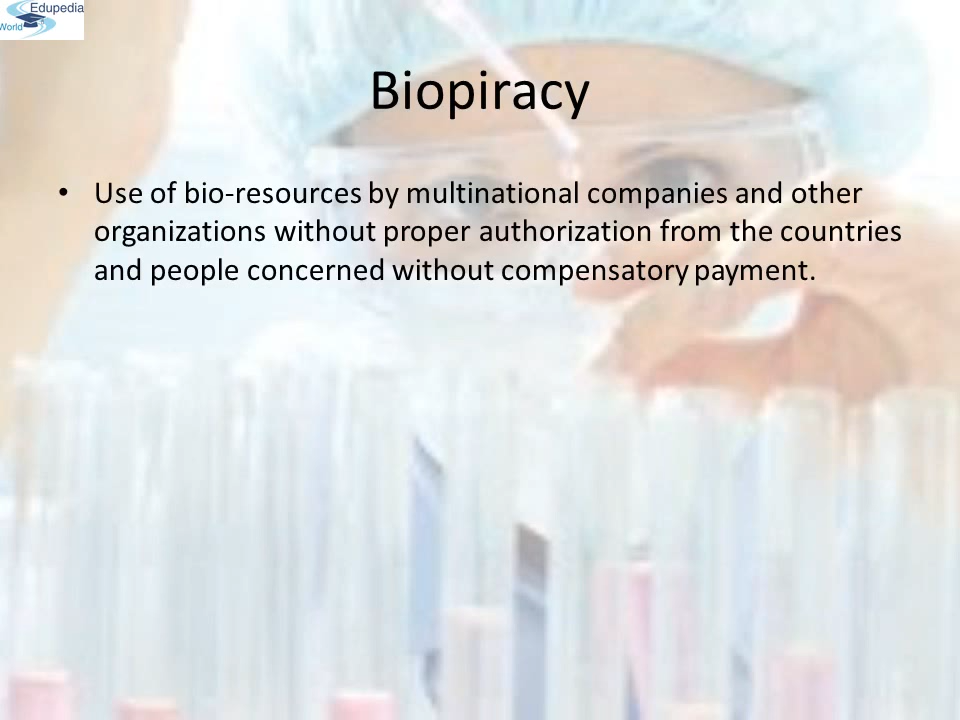 Edupedia
World
Biopiracy
• Use of bio-resources by multinational companies and other
organizations without proper authorization from the countries
and people concerned without compensatory payment.